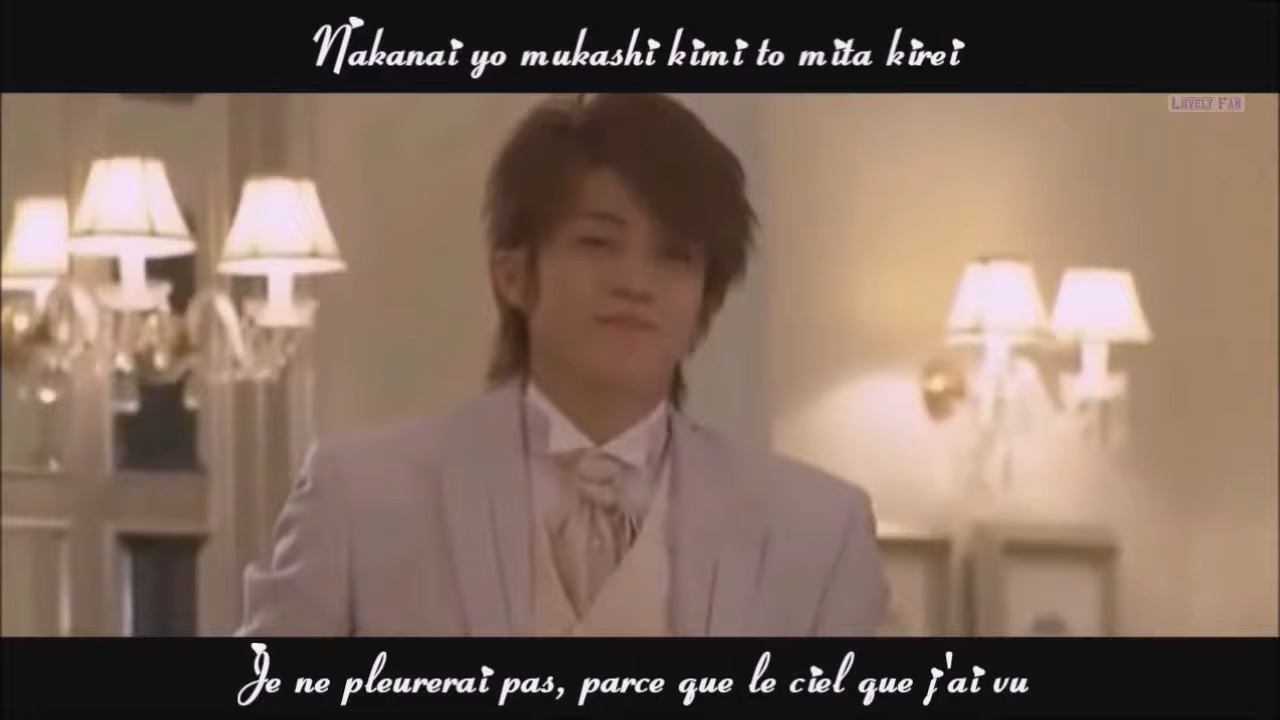 Nakanai yo mukashi kimi to mita kirei
Lovely Fan
Je ne pleurerai pas, parce que le ciel que j'ai vu